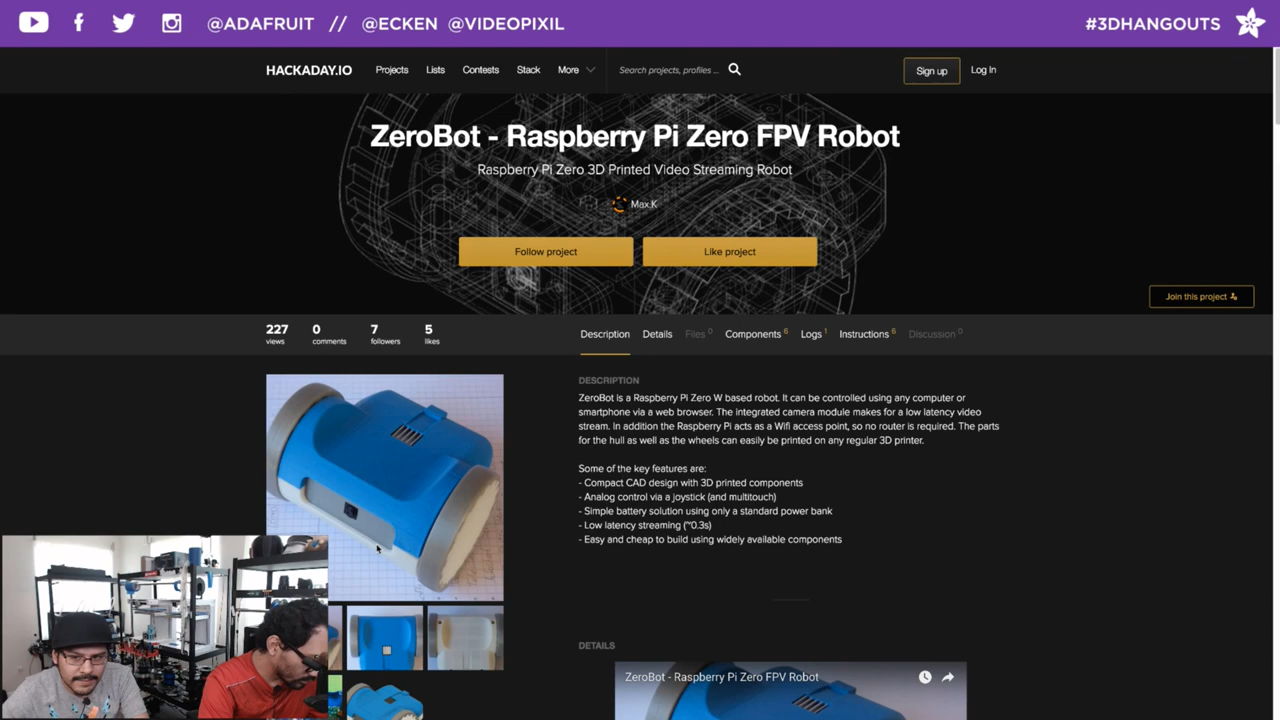 @ADAFRUIT // @ECKEN @VIDEOPIXIL
#3DHANGOUTS
HACKADAY.IO Projects Lists Contests Stack More Search projects, profiles ... Sign up Log In
ZeroBot - Raspberry Pi Zero FPV Robot
Raspberry Pi Zero 3D Printed Video Streaming Robot
Max.K
Follow project Like project
Join this project
227 0 7 5
views comments followers likes
Description Details Files 0 Components 6 Logs 1 Instructions 6 Discussion 0
DESCRIPTION
ZeroBot is a Raspberry Pi Zero W based robot. It can be controlled using any computer or
smartphone via a web browser. The integrated camera module makes for a low latency video
stream. In addition the Raspberry Pi acts as a Wifi access point, so no router is required. The parts
for the hull as well as the wheels can easily be printed on any regular 3D printer.
Some of the key features are:
- Compact CAD design with 3D printed components
- Analog control via a joystick (and multitouch)
- Simple battery solution using only a standard power bank
- Low latency streaming (~0.3s)
- Easy and cheap to build using widely available components
DETAILS
ZeroBot - Raspberry Pi Zero FPV Robot